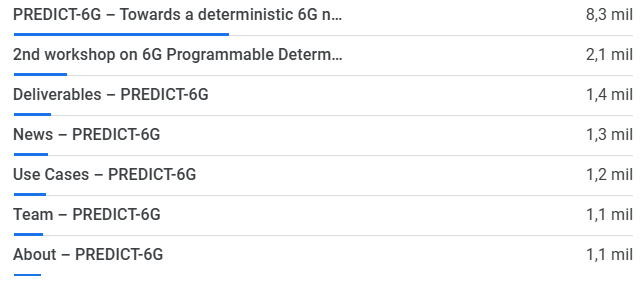 PREDICT-6G – Towards a deterministic 6G n... 8,3 mil
2nd workshop on 6G Programmable Determ... 2,1 mil
Deliverables – PREDICT-6G 1,4 mil
News – PREDICT-6G 1,3 mil
Use Cases – PREDICT-6G 1,2 mil
Team – PREDICT-6G 1,1 mil
About – PREDICT-6G 1,1 mil